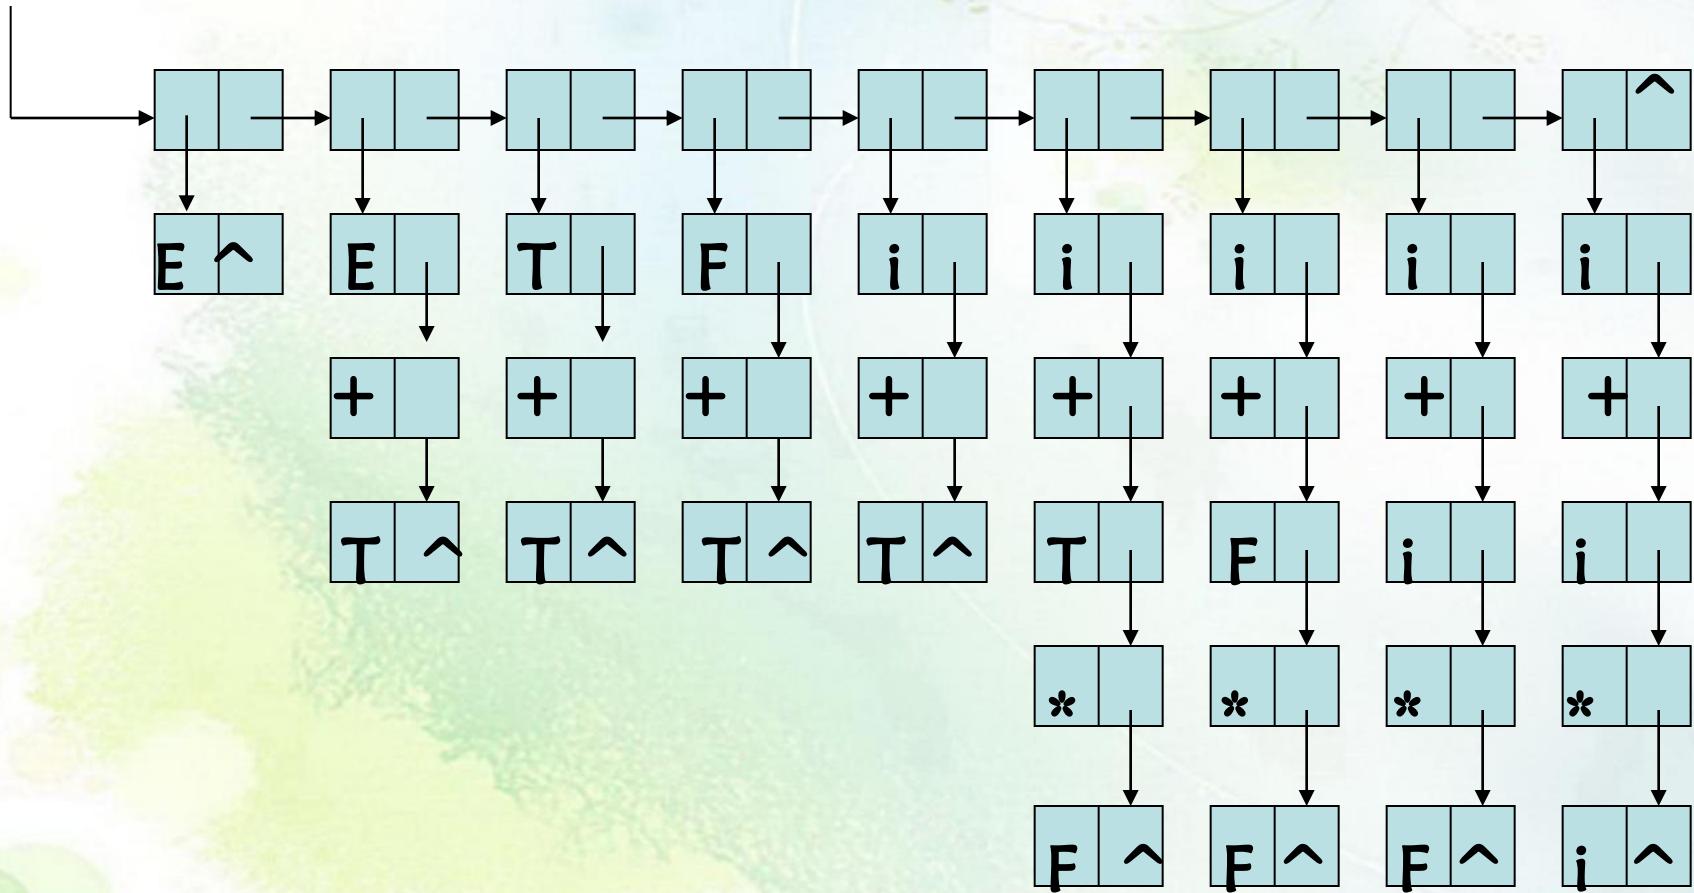 ^
E ^ E T F i i i i i
+ + + + + + + +
T ^ T ^ T ^ T ^ T F i i
* * * *
F ^ F ^ F ^ i ^